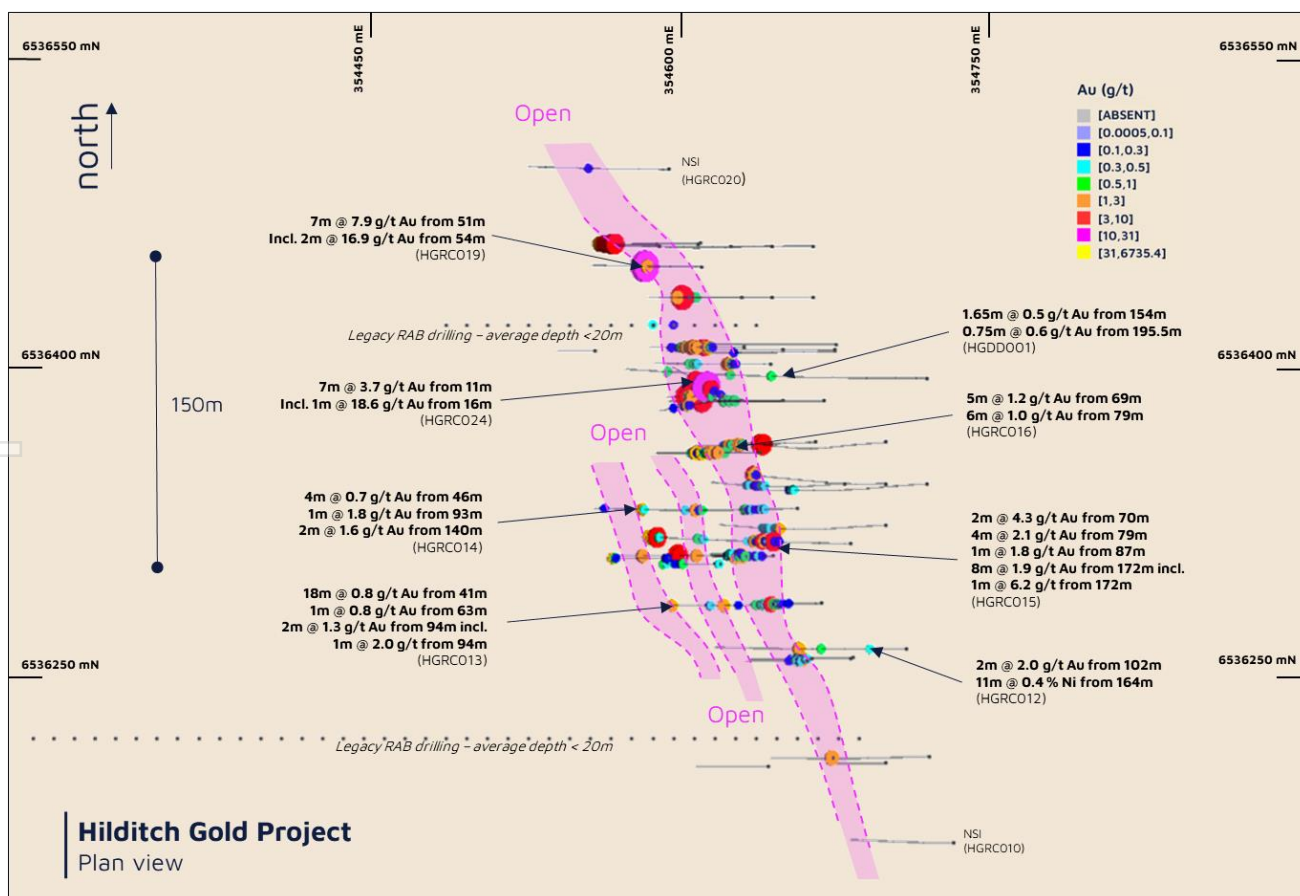 6536550 mN
354450 mE
354600 mE
354750 mE
6536550 mN
north
Open
Au (g/t)
[ABSENT]
[0.0005,0.1]
[0.1,0.3]
[0.3,0.5]
[0.5,1]
[1,3]
[3,10]
[10,31]
[31,6735.4]
NSI
(HGRC020)
7m @ 7.9 g/t Au from 51m
Incl. 2m @ 16.9 g/t Au from 54m
(HGRC019)
Legacy RAB drilling – average depth <20m
1.65m @ 0.5 g/t Au from 154m
0.75m @ 0.6 g/t Au from 195.5m
(HGDD001)
6536400 mN
6536400 mN
150m
7m @ 3.7 g/t Au from 11m
Incl. 1m @ 18.6 g/t Au from 16m
(HGRC024)
5m @ 1.2 g/t Au from 69m
6m @ 1.0 g/t Au from 79m
(HGRC016)
Open
4m @ 0.7 g/t Au from 46m
1m @ 1.8 g/t Au from 93m
2m @ 1.6 g/t Au from 140m
(HGRC014)
2m @ 4.3 g/t Au from 70m
4m @ 2.1 g/t Au from 79m
1m @ 1.8 g/t Au from 87m
8m @ 1.9 g/t Au from 172m incl.
1m @ 6.2 g/t from 172m
(HGRC015)
18m @ 0.8 g/t Au from 41m
1m @ 0.8 g/t Au from 63m
2m @ 1.3 g/t Au from 94m incl.
1m @ 2.0 g/t from 94m
(HGRC013)
6536250 mN
6536250 mN
2m @ 2.0 g/t Au from 102m
11m @ 0.4 % Ni from 164m
(HGRC012)
Open
Legacy RAB drilling – average depth < 20m
Hilditch Gold Project
Plan view
NSI
(HGRC010)